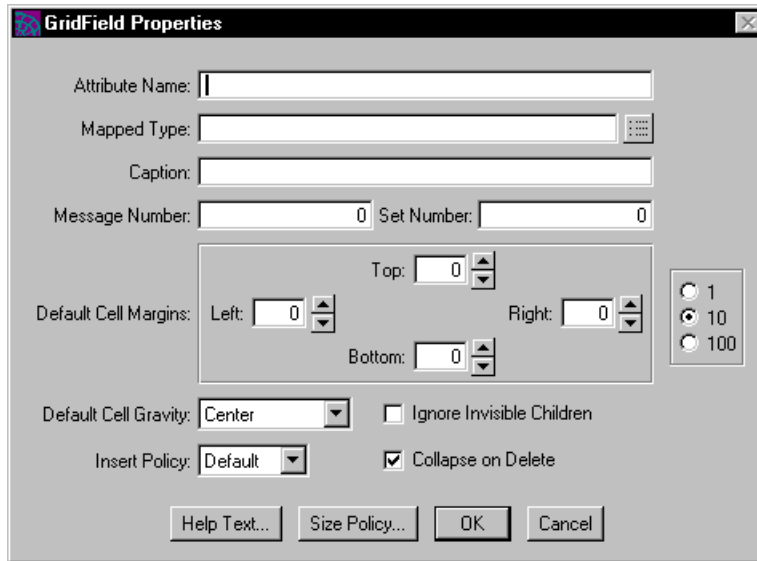 GridField Properties
Attribute Name:
Mapped Type:
Caption:
Message Number: 0 Set Number: 0
Top: 0
Default Cell Margins: Left: 0 Right: 0
Bottom: 0
1
10
100
Default Cell Gravity: Center Ignore Invisible Children
Insert Policy: Default Collapse on Delete
Help Text... Size Policy... OK Cancel